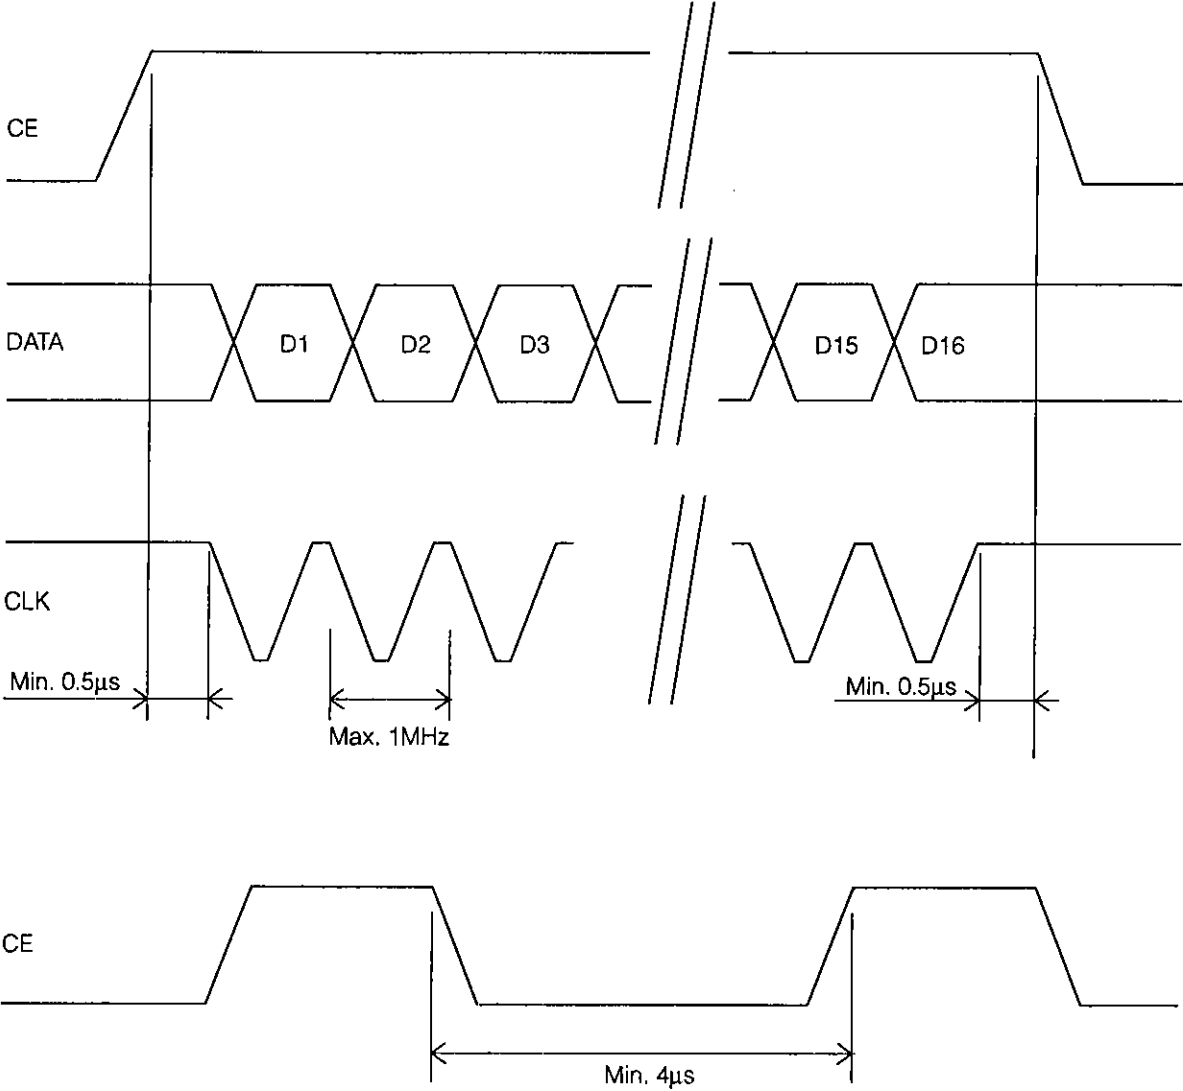 CE
DATA
D1
D2
D3
D15
D16
CLK
Min. 0.5µs
Max. 1MHz
Min. 0.5µs
CE
Min. 4µs